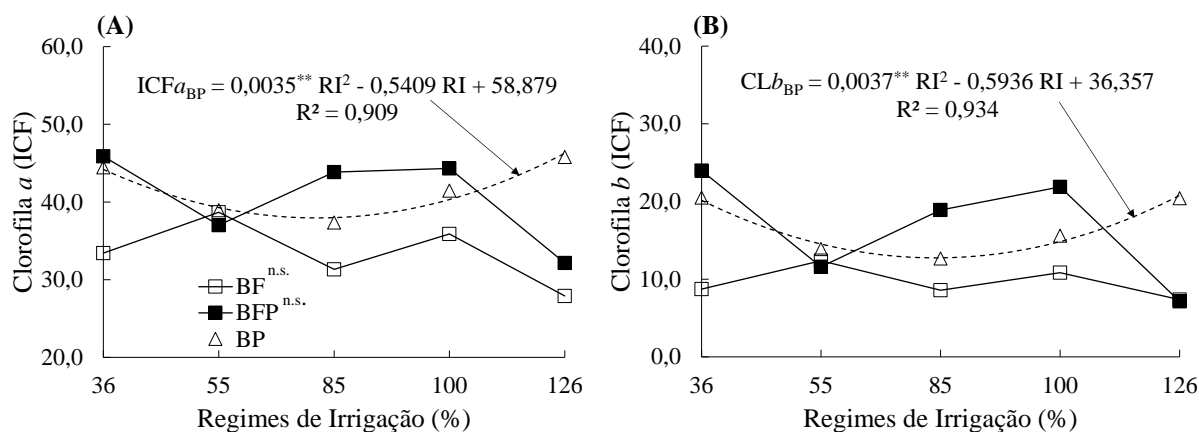 (A)
60,0
50,0
40,0
30,0
20,0
Clorofila a (ICF)
ICFa_BP = 0,0035** RI² - 0,5409 RI + 58,879
R² = 0,909
BF n.s.
BFP n.s.
BP
36 55 85 100 126
Regimes de Irrigação (%)
(B)
40,0
30,0
20,0
10,0
0,0
Clorofila b (ICF)
CLb_BP = 0,0037** RI² - 0,5936 RI + 36,357
R² = 0,934
36 55 85 100 126
Regimes de Irrigação (%)